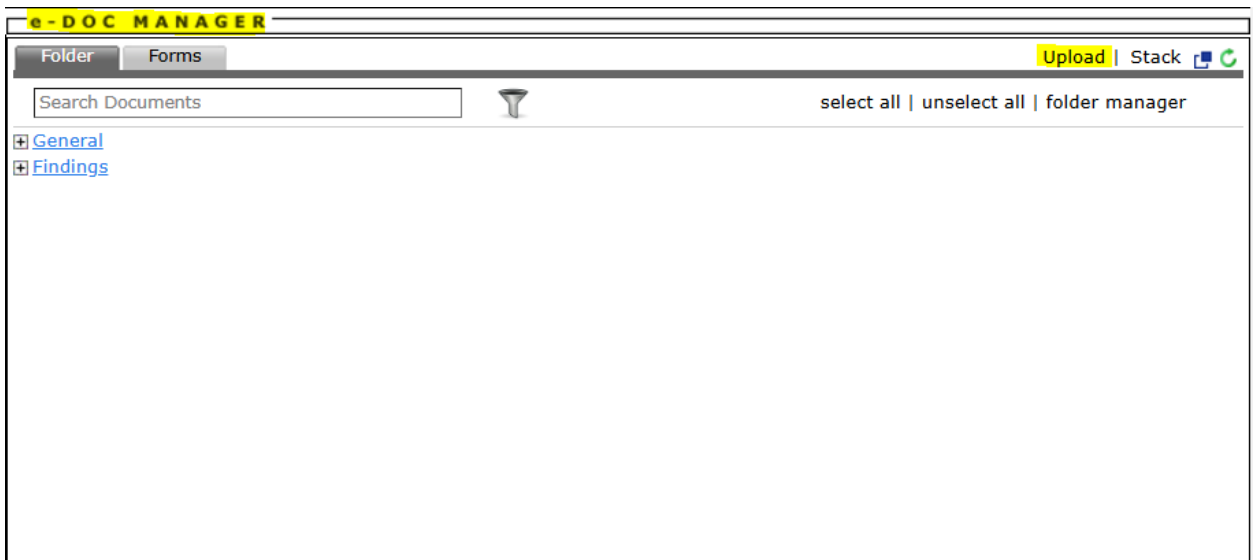 e-DOC MANAGER
Folder Forms Upload | Stack
Search Documents select all | unselect all | folder manager
General
Findings